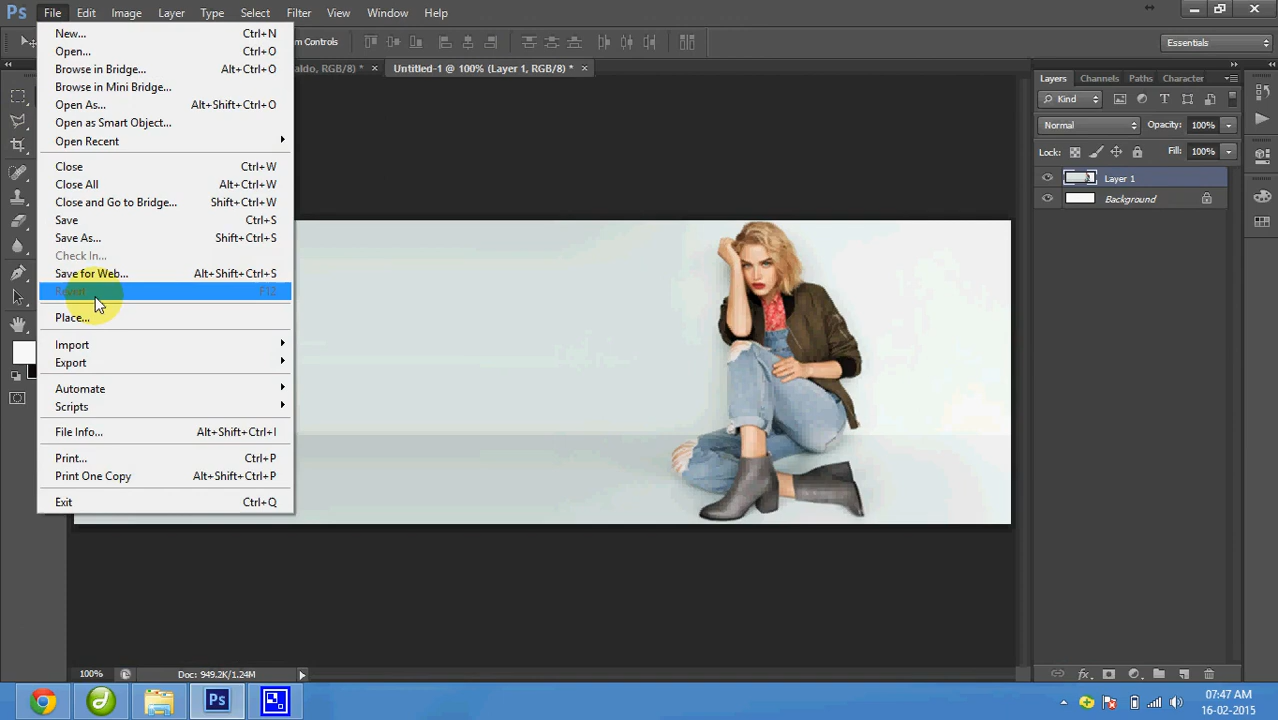 Ps File Edit Image Layer Type Select Filter View Window Help
m Controls Essentials
aldo, RGB/8) * × Untitled-1 @ 100% (Layer 1, RGB/8) * ×
New... Ctrl+N
Open... Ctrl+O
Browse in Bridge... Alt+Ctrl+O
Browse in Mini Bridge...
Open As... Alt+Shift+Ctrl+O
Open as Smart Object...
Open Recent
Close Ctrl+W
Close All Alt+Ctrl+W
Close and Go to Bridge... Shift+Ctrl+W
Save Ctrl+S
Save As... Shift+Ctrl+S
Check In...
Save for Web... Alt+Shift+Ctrl+S
Revert F12
Place...
Import
Export
Automate
Scripts
File Info... Alt+Shift+Ctrl+I
Print... Ctrl+P
Print One Copy Alt+Shift+Ctrl+P
Exit Ctrl+Q
Layers Channels Paths Character
Kind
Normal Opacity: 100%
Lock: Fill: 100%
Layer 1
Background
100% Doc: 949.2K/1.24M
Ps
07:47 AM
16-02-2015